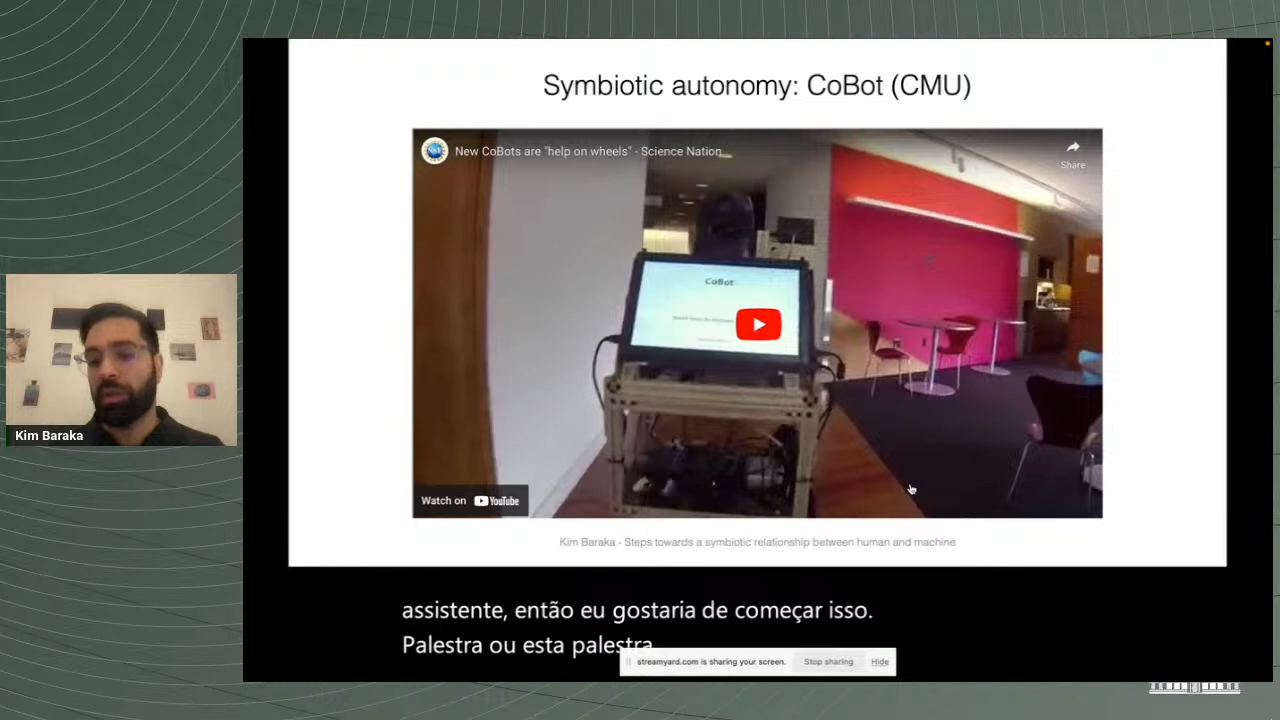 Symbiotic autonomy: CoBot (CMU)
New CoBots are "help on wheels" - Science Nation
Share
CoBot
Watch on YouTube
Kim Baraka
Kim Baraka - Steps towards a symbiotic relationship between human and machine
assistente, então eu gostaria de começar isso.
Palestra ou esta palestra
streamyard.com is sharing your screen. Stop sharing Hide